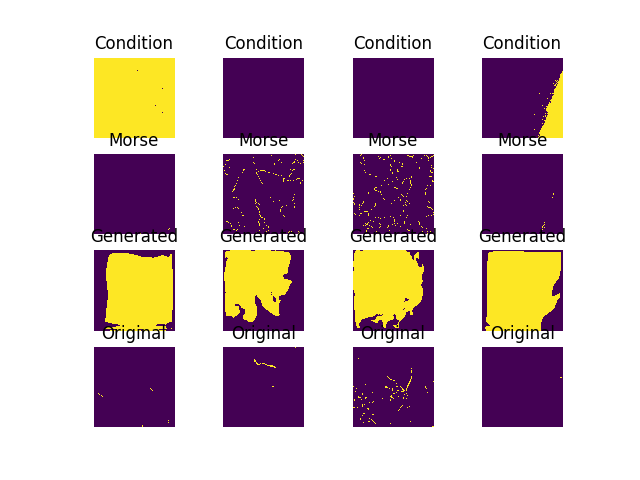 Condition Condition Condition Condition
Morse Morse Morse Morse
Generated Generated Generated Generated
Original Original Original Original